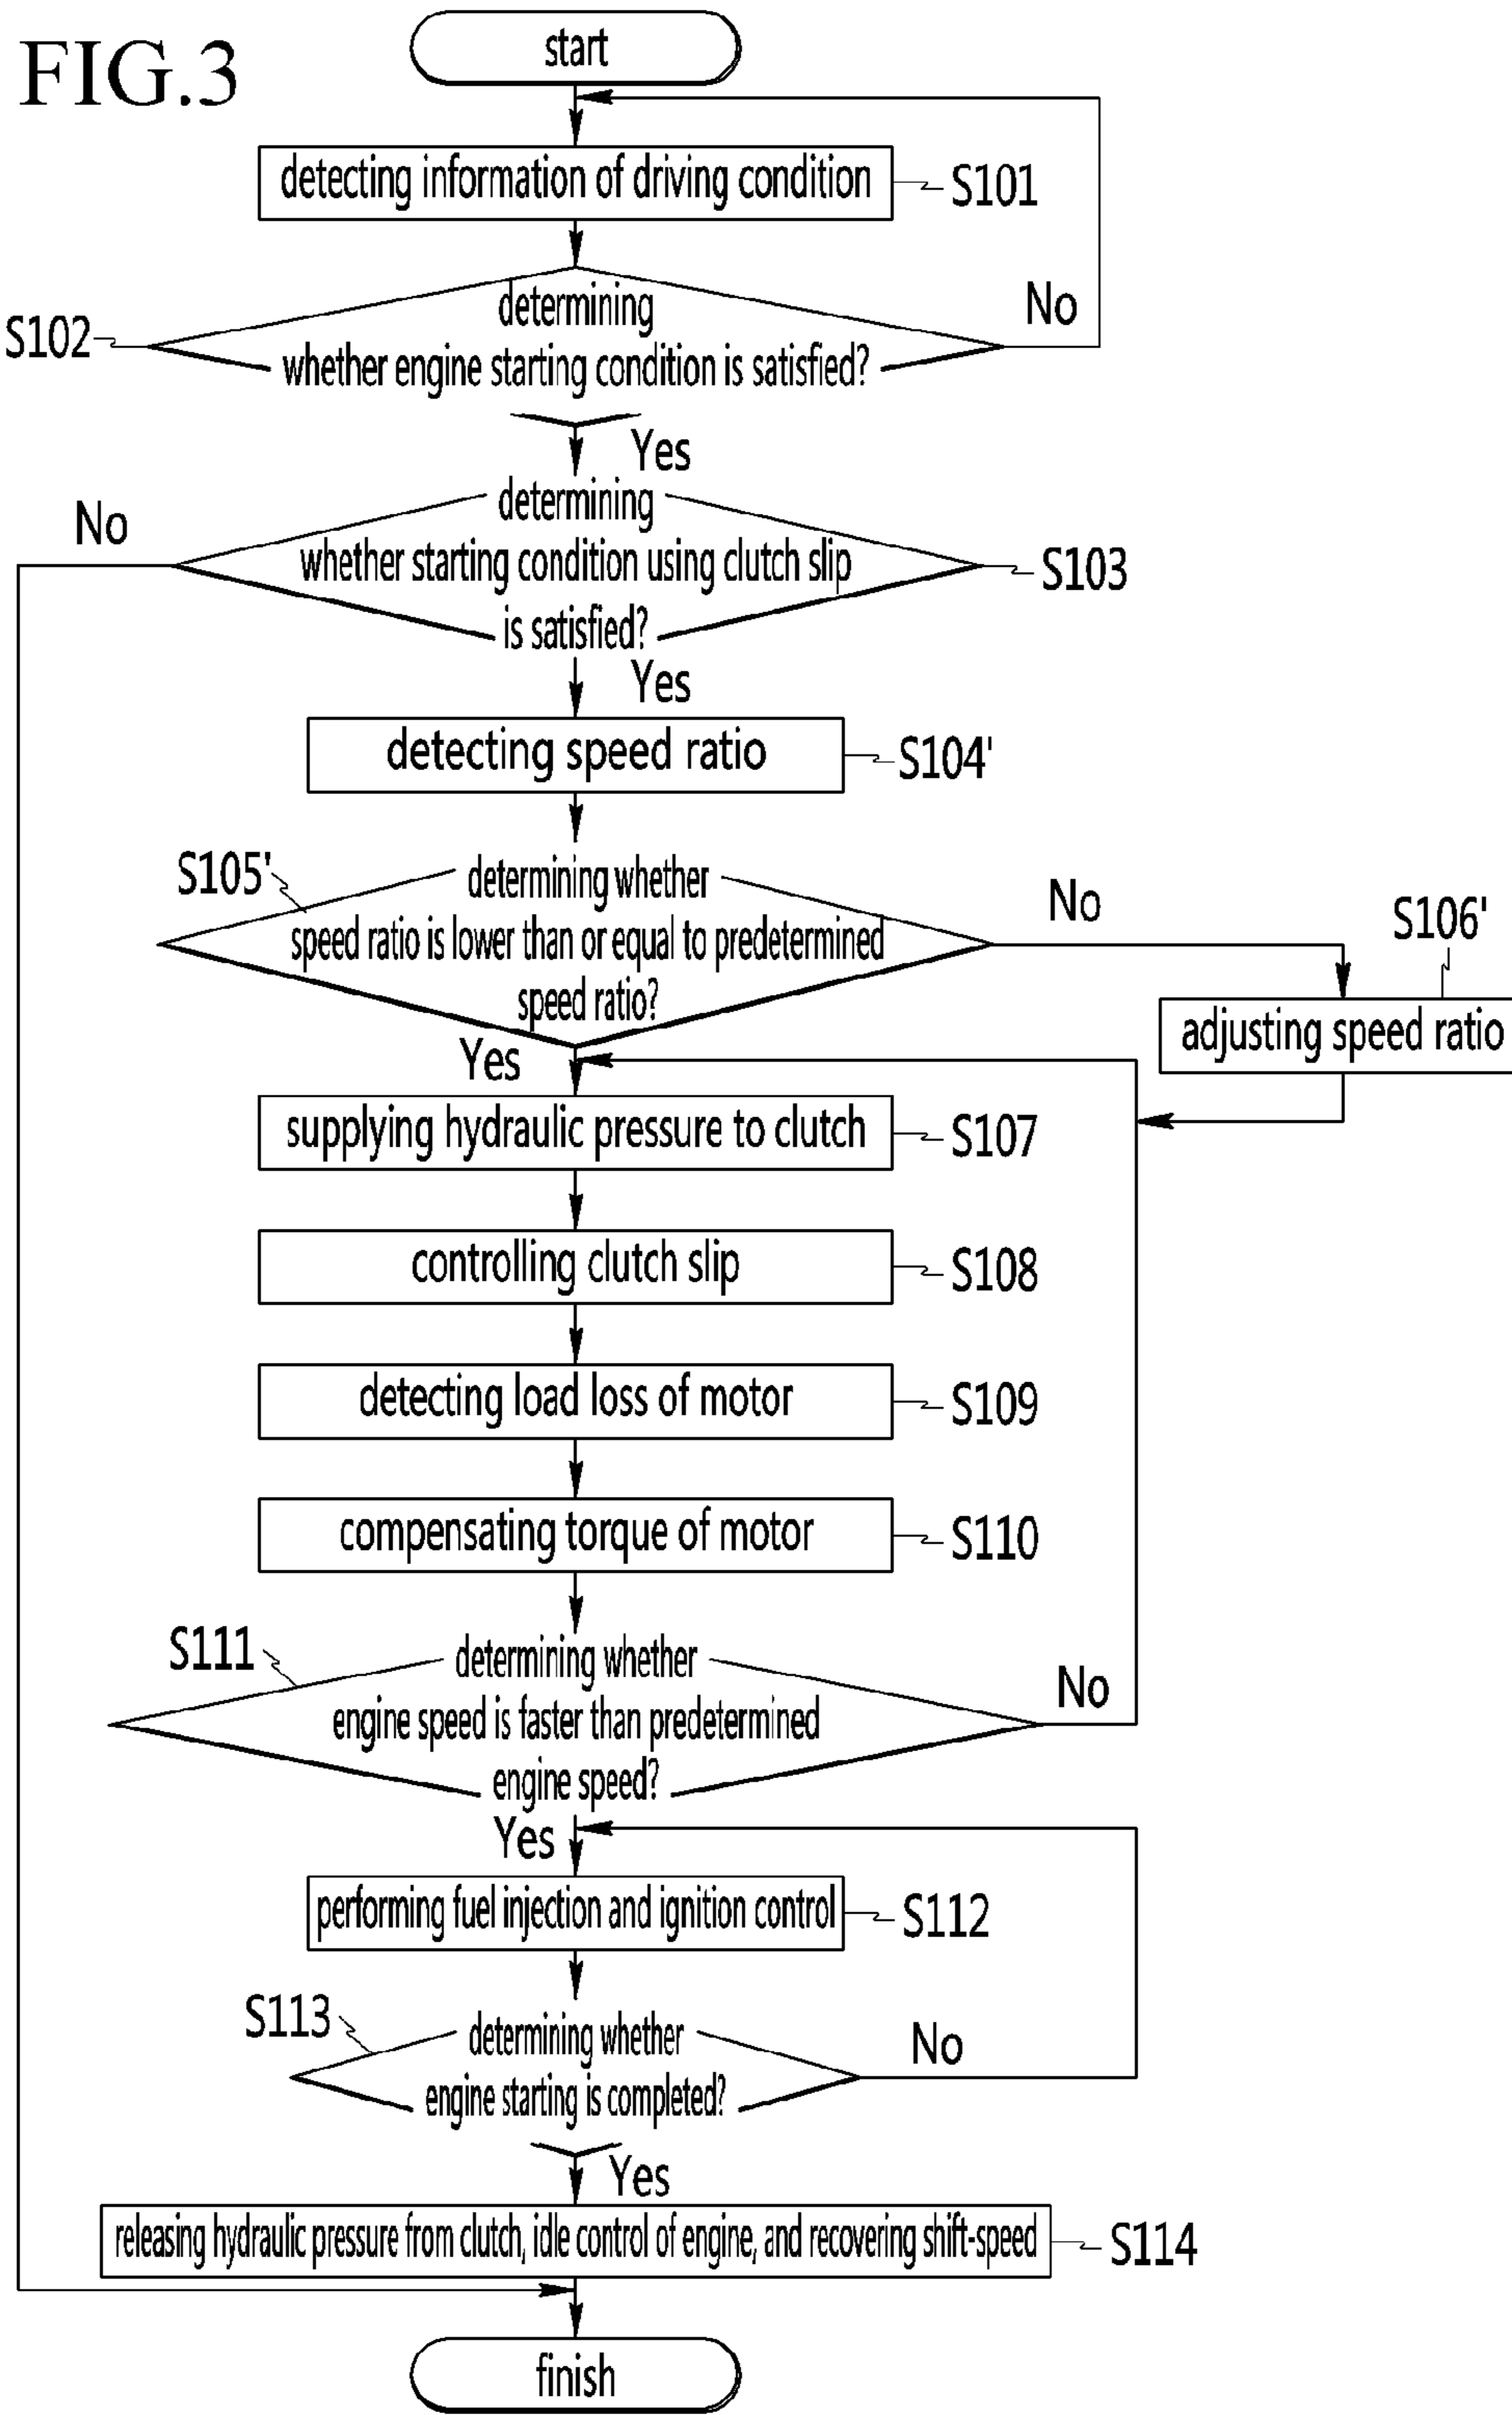 FIG.3
start
detecting information of driving condition
S101
determining
No
S102
whether engine starting condition is satisfied?
Yes
determining
No
whether starting condition using clutch slip
S103
is satisfied?
Yes
detecting speed ratio
S104'
S105'
determining whether
No
S106'
speed ratio is lower than or equal to predetermined
speed ratio?
adjusting speed ratio
Yes
supplying hydraulic pressure to clutch
S107
controlling clutch slip
S108
detecting load loss of motor
S109
compensating torque of motor
S110
S111
determining whether
No
engine speed is faster than predetermined
engine speed?
Yes
performing fuel injection and ignition control
S112
S113
determining whether
No
engine starting is completed?
Yes
releasing hydraulic pressure from clutch, idle control of engine, and recovering shift-speed
S114
finish